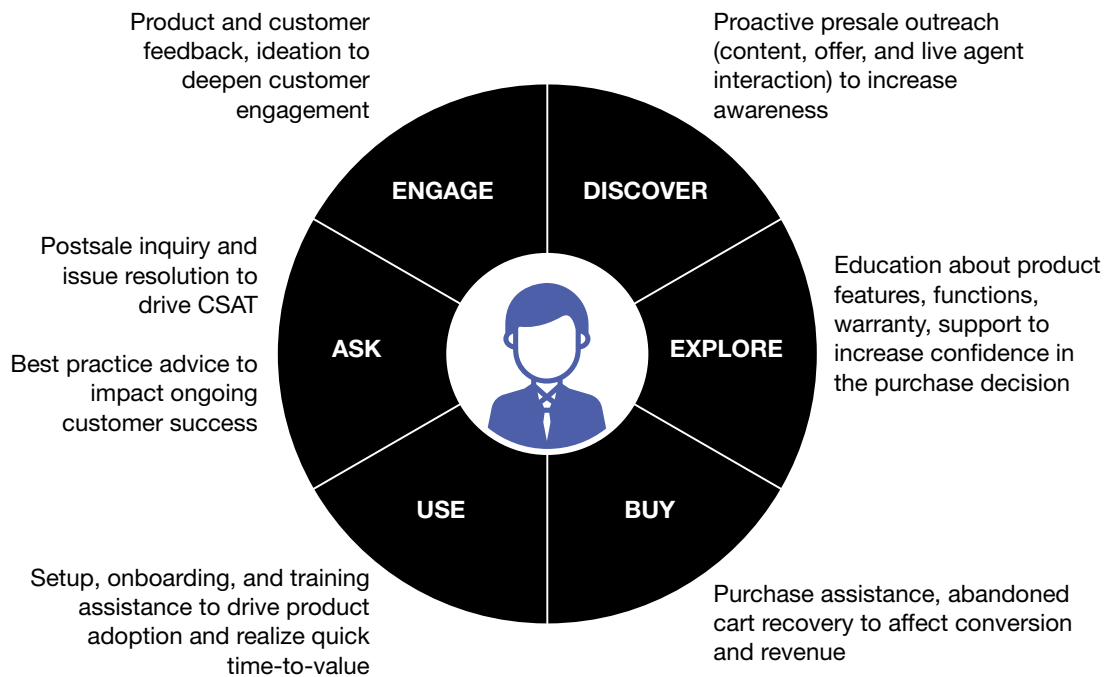 Product and customer
feedback, ideation to
deepen customer
engagement
Proactive presale outreach
(content, offer, and live agent
interaction) to increase
awareness
ENGAGE
DISCOVER
Postsale inquiry and
issue resolution to
drive CSAT
Best practice advice to
impact ongoing
customer success
ASK
EXPLORE
Education about product
features, functions,
warranty, support to
increase confidence in
the purchase decision
USE
BUY
Setup, onboarding, and training
assistance to drive product
adoption and realize quick
time-to-value
Purchase assistance, abandoned
cart recovery to affect conversion
and revenue